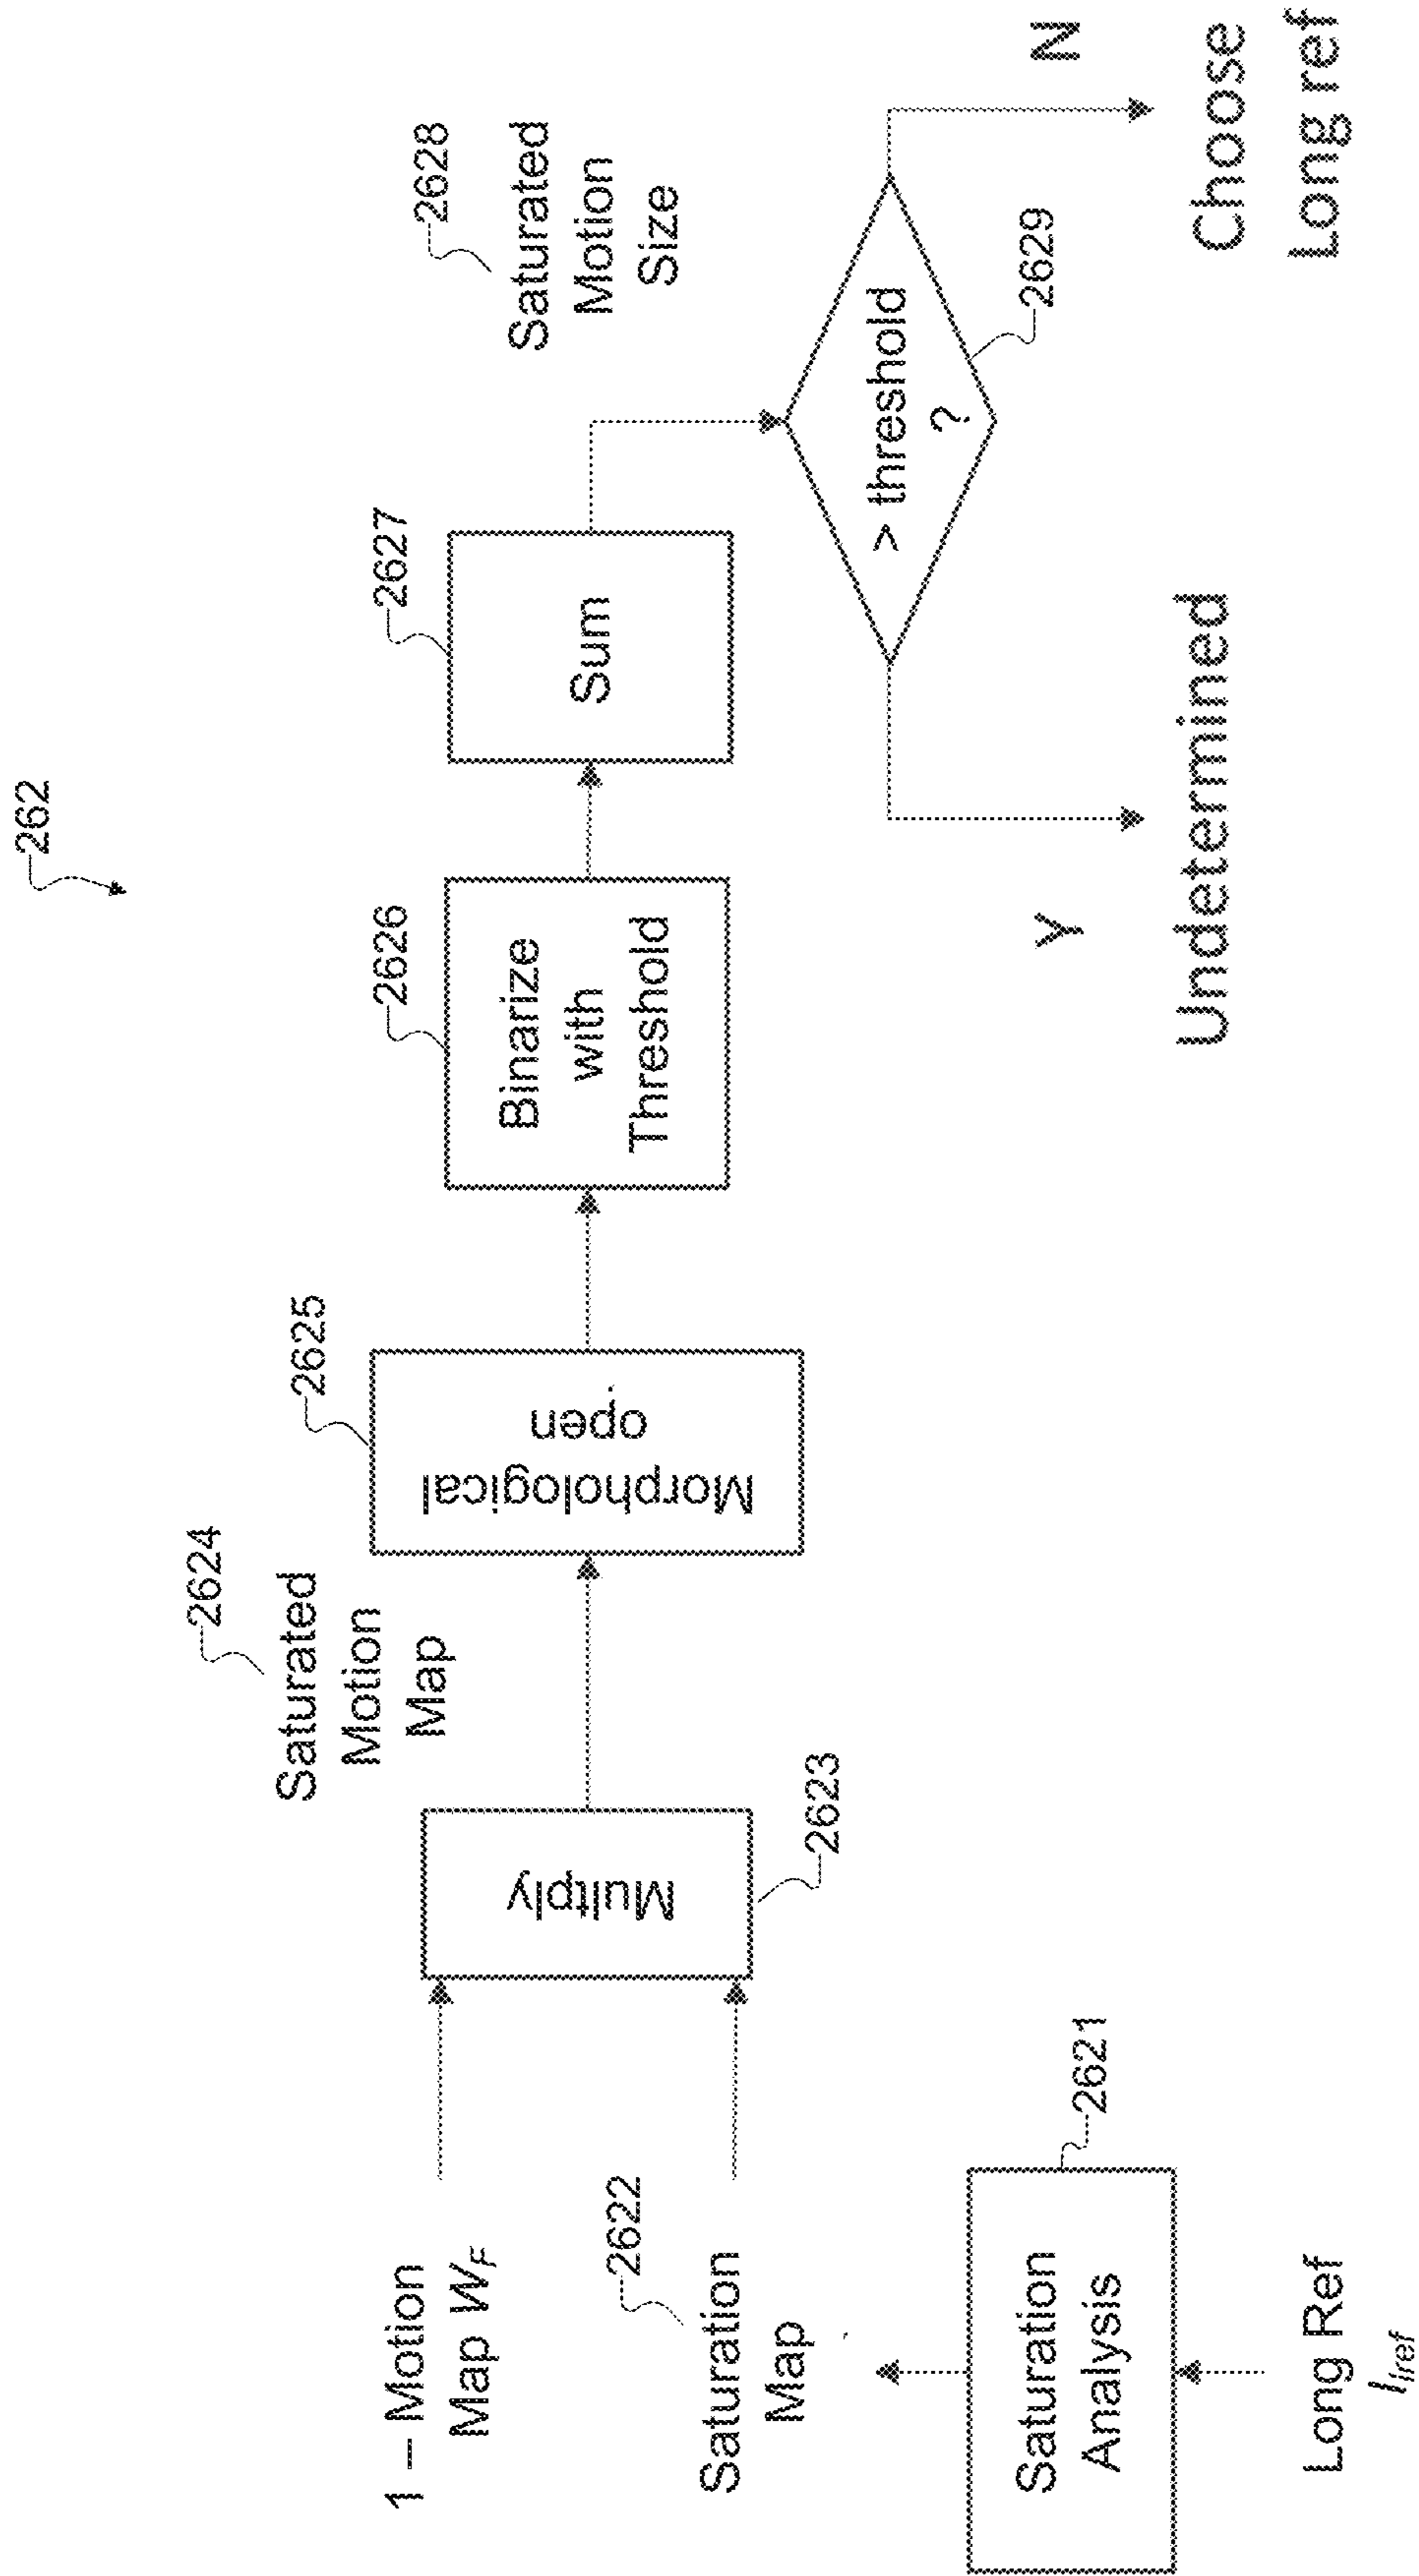 262
1 – Motion
Map W_F
2622
Saturation
Map
Saturation
Analysis
2621
Long Ref
I_lref
Multply
2623
2624
Saturated
Motion
Map
Morphological
open
2625
Binarize
with
Threshold
2626
Sum
2627
2628
Saturated
Motion
Size
> threshold
?
2629
Y
Undetermined
N
Choose
Long ref